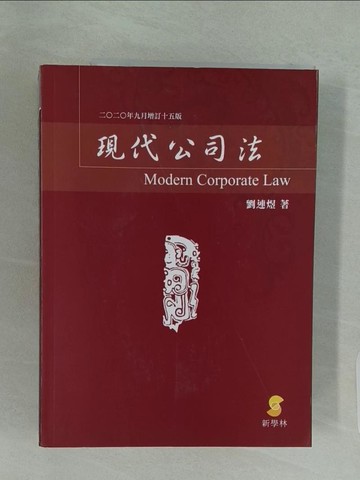 二〇二〇年九月增訂十五版
現代公司法
Modern Corporate Law
劉連煜 著
新學林